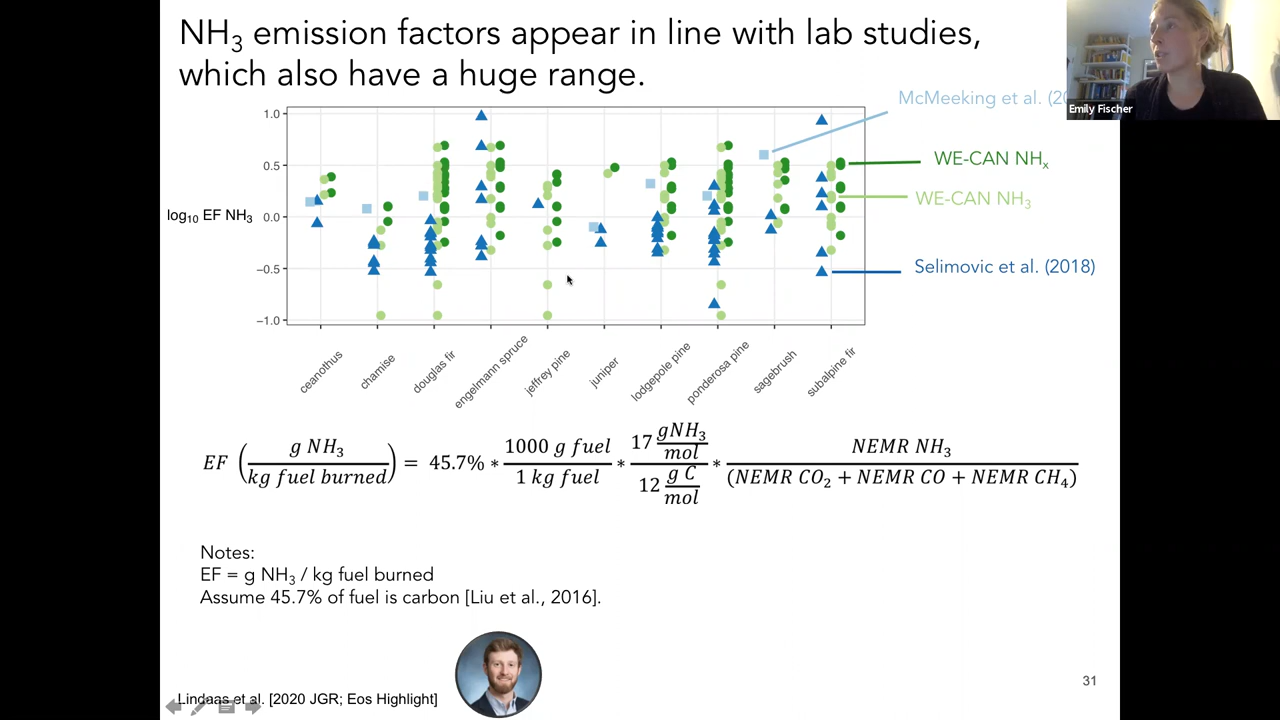 NH₃ emission factors appear in line with lab studies,
which also have a huge range.
McMeeking et al.
Emily Fischer
WE-CAN NHₓ
WE-CAN NH₃
Selimovic et al. (2018)
log₁₀ EF NH₃
1.0
0.5
0.0
−0.5
−1.0
ceanothus
chamise
douglas fir
engelmann spruce
jeffrey pine
juniper
lodgepole pine
ponderosa pine
sagebrush
subalpine fir
EF (g NH₃ / kg fuel burned) = 45.7% * 1000 g fuel / 1 kg fuel * 17 gNH₃/mol / 12 g C/mol * NEMR NH₃ / (NEMR CO₂ + NEMR CO + NEMR CH₄)
Notes:
EF = g NH₃ / kg fuel burned
Assume 45.7% of fuel is carbon [Liu et al., 2016].
Lindaas et al. [2020 JGR; Eos Highlight]
31